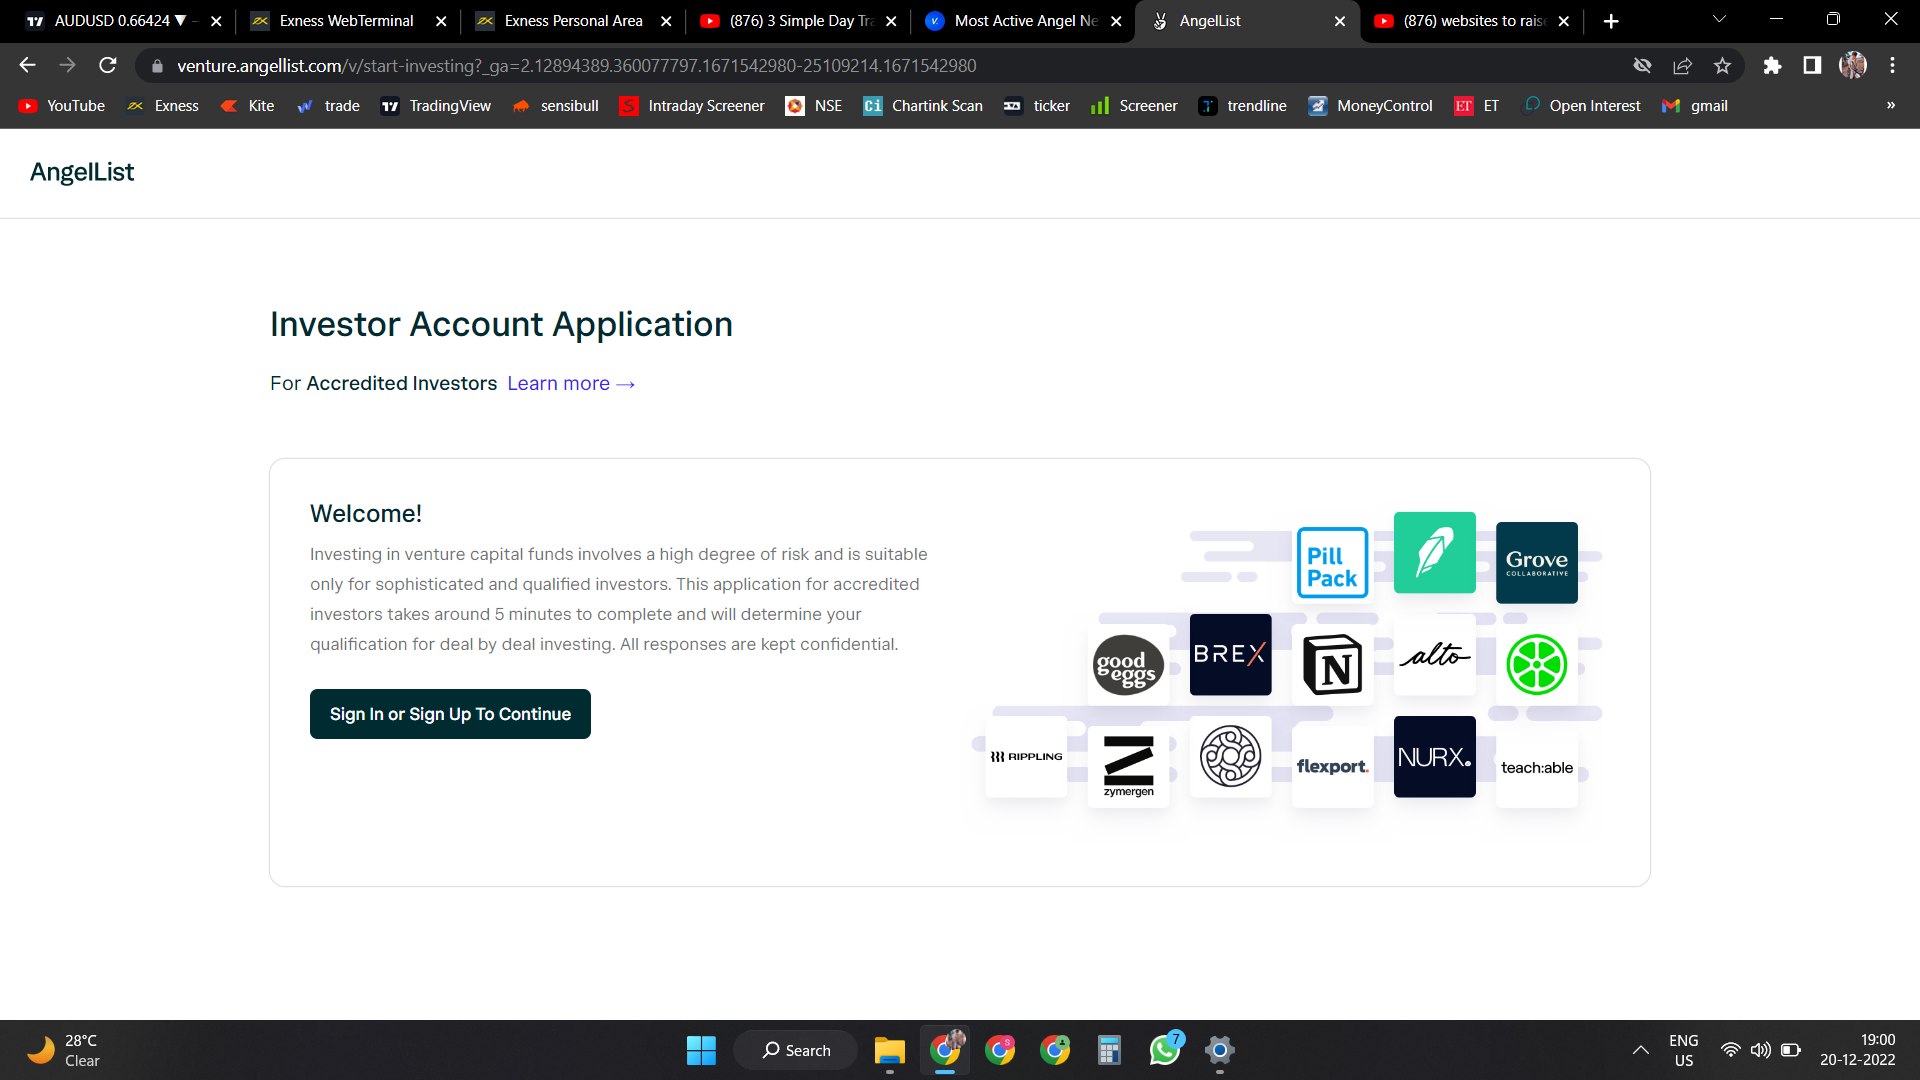 AUDUSD 0.66424 ▼
Exness WebTerminal
Exness Personal Area
(876) 3 Simple Day Tra
Most Active Angel Ne
AngelList
(876) websites to raise
venture.angellist.com/v/start-investing?_ga=2.12894389.360077797.1671542980-25109214.1671542980
YouTube
Exness
Kite
trade
TradingView
sensibull
S Intraday Screener
NSE
Ci Chartink Scan
ticker
Screener
trendline
MoneyControl
ET ET
Open Interest
gmail
»
AngelList
Investor Account Application
For Accredited Investors Learn more →
Welcome!
Investing in venture capital funds involves a high degree of risk and is suitable
only for sophisticated and qualified investors. This application for accredited
investors takes around 5 minutes to complete and will determine your
qualification for deal by deal investing. All responses are kept confidential.
Sign In or Sign Up To Continue
Pill
Pack
Grove
COLLABORATIVE
good
eggs
BREX
N
alto
RIPPLING
zymergen
flexport.
NURX.
teach:able
28°C
Clear
Search
7
ENG
US
19:00
20-12-2022